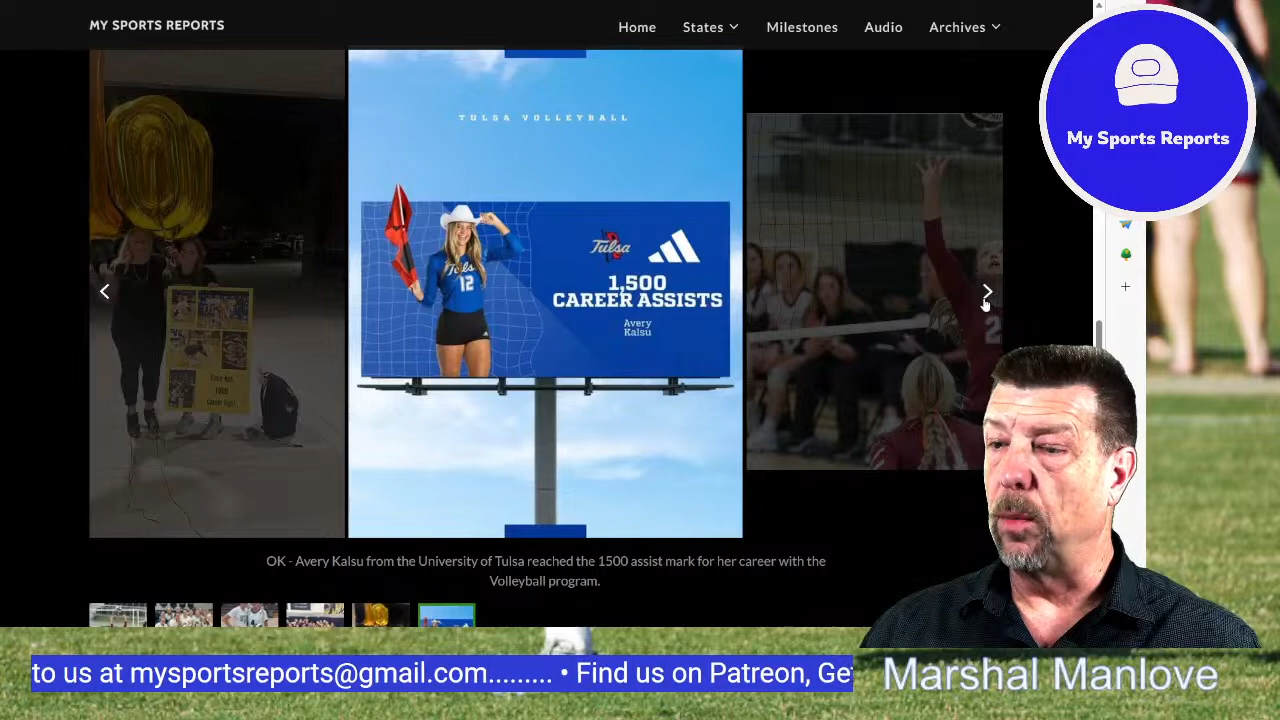 MY SPORTS REPORTS
Home States Milestones Audio Archives
My Sports Reports
TULSA VOLLEYBALL
Tulsa
12
Tulsa
1,500
CAREER ASSISTS
Avery
Kalsu
2
OK - Avery Kalsu from the University of Tulsa reached the 1500 assist mark for her career with the
Volleyball program.
to us at mysportsreports@gmail.com......... • Find us on Patreon, Ge
Marshal Manlove